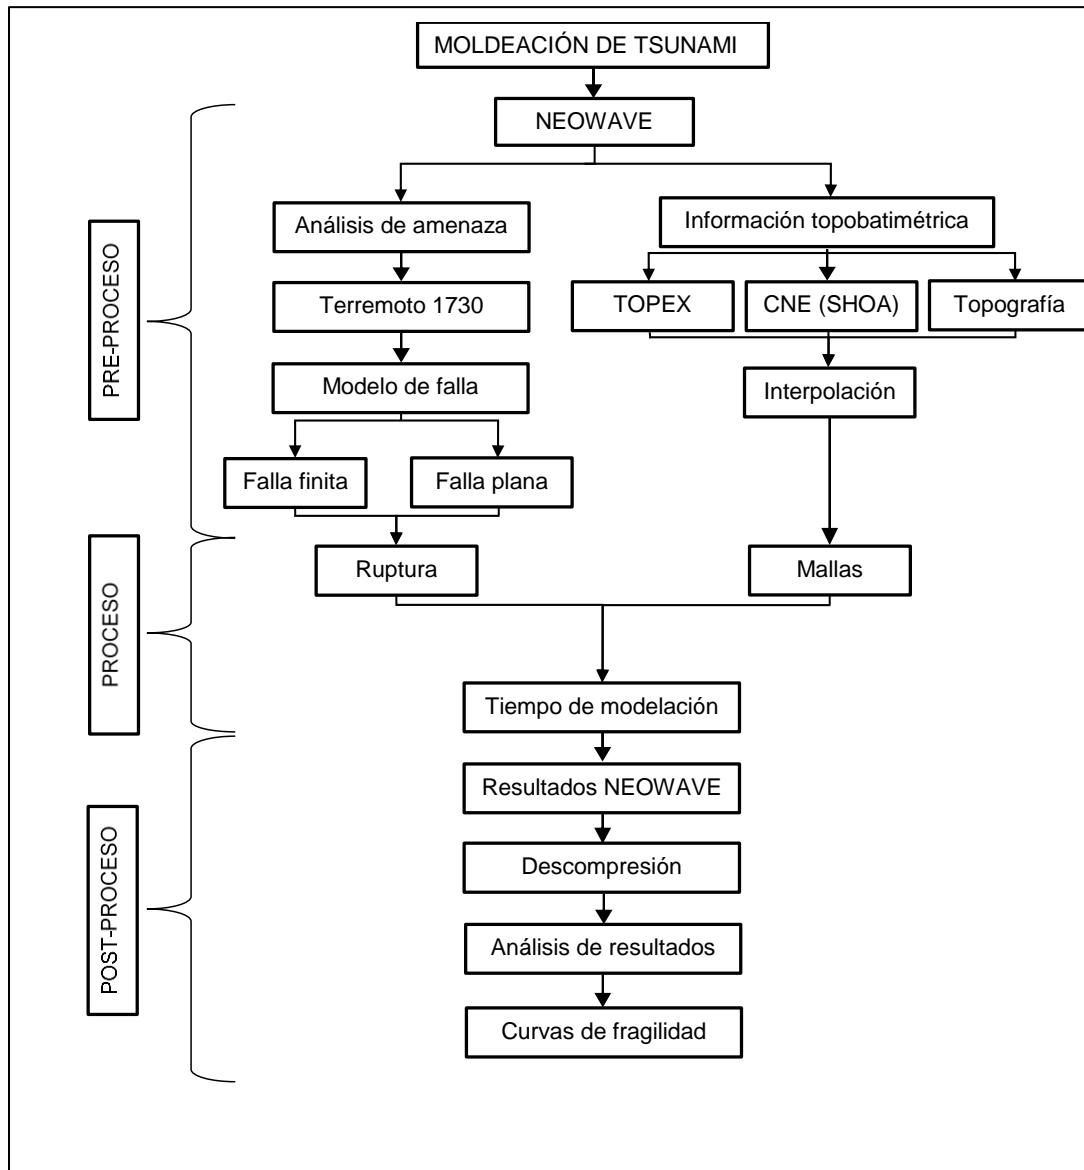 MOLDEACIÓN DE TSUNAMI
NEOWAVE
Análisis de amenaza
Información topobatimétrica
Terremoto 1730
TOPEX
CNE (SHOA)
Topografía
Modelo de falla
Interpolación
Falla finita
Falla plana
Ruptura
Mallas
Tiempo de modelación
Resultados NEOWAVE
Descompresión
Análisis de resultados
Curvas de fragilidad
PRE-PROCESO
PROCESO
POST-PROCESO